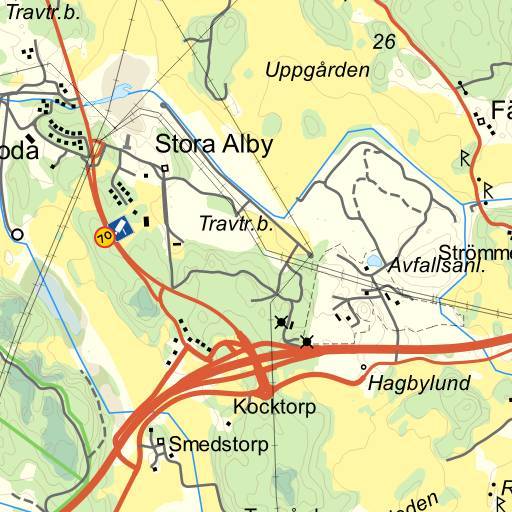 Travtr.b.
26
Uppgården
Stora Alby
Travtr.b.
70
Avfallsanl.
Hagbylund
Kocktorp
Smedstorp
R
R
R